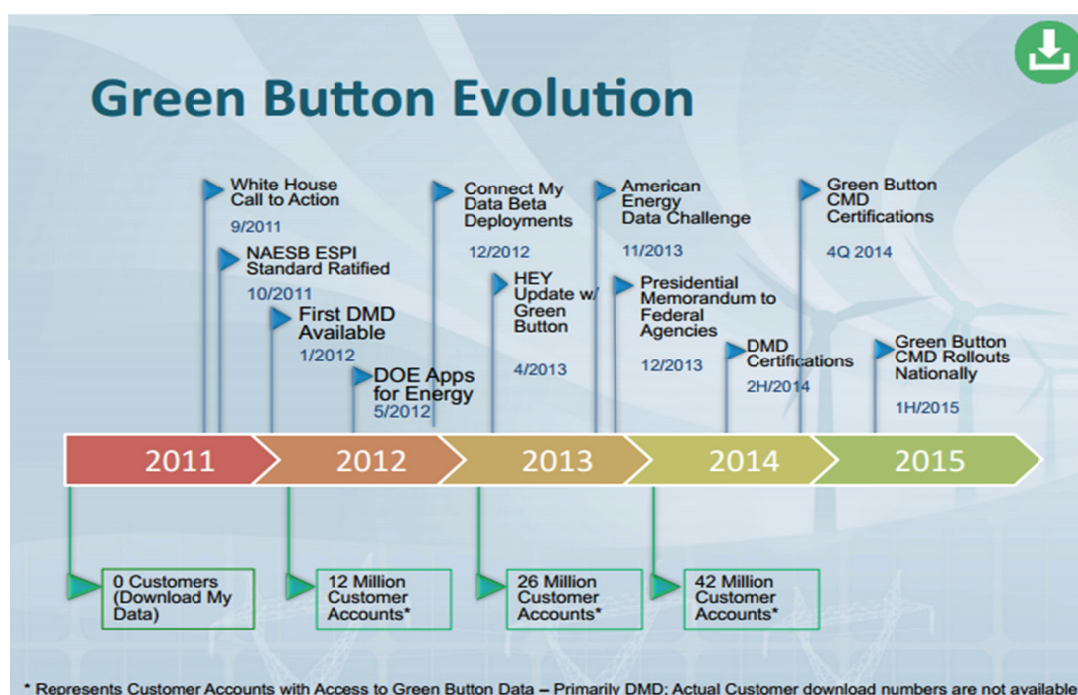 Green Button Evolution
White House
Call to Action
9/2011
NAESB ESPI
Standard Ratified
10/2011
First DMD
Available
1/2012
DOE Apps
for Energy
5/2012
Connect My
Data Beta
Deployments
12/2012
HEY
Update w/
Green
Button
4/2013
American
Energy
Data Challenge
11/2013
Presidential
Memorandum to
Federal
Agencies
12/2013
DMD
Certifications
2H/2014
Green Button
CMD
Certifications
4Q 2014
Green Button
CMD Rollouts
Nationally
1H/2015
2011
2012
2013
2014
2015
0 Customers
(Download My
Data)
12 Million
Customer
Accounts*
26 Million
Customer
Accounts*
42 Million
Customer
Accounts*
* Represents Customer Accounts with Access to Green Button Data – Primarily DMD; Actual Customer download numbers are not available